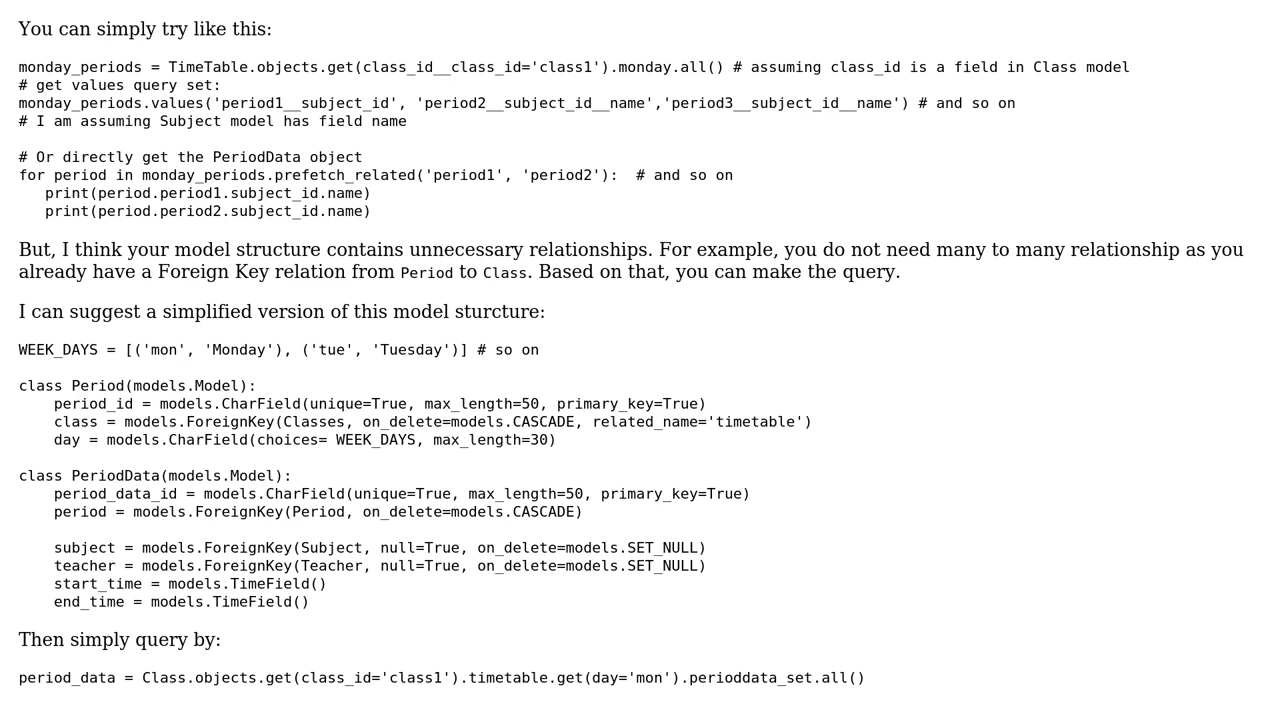 You can simply try like this:
monday_periods = TimeTable.objects.get(class_id__class_id='class1').monday.all() # assuming class_id is a field in Class model
# get values query set:
monday_periods.values('period1__subject_id', 'period2__subject_id__name','period3__subject_id__name') # and so on
# I am assuming Subject model has field name

# Or directly get the PeriodData object
for period in monday_periods.prefetch_related('period1', 'period2'):  # and so on
   print(period.period1.subject_id.name)
   print(period.period2.subject_id.name)
But, I think your model structure contains unnecessary relationships. For example, you do not need many to many relationship as you
already have a Foreign Key relation from Period to Class. Based on that, you can make the query.
I can suggest a simplified version of this model sturcture:
WEEK_DAYS = [('mon', 'Monday'), ('tue', 'Tuesday')] # so on

class Period(models.Model):
    period_id = models.CharField(unique=True, max_length=50, primary_key=True)
    class = models.ForeignKey(Classes, on_delete=models.CASCADE, related_name='timetable')
    day = models.CharField(choices= WEEK_DAYS, max_length=30)

class PeriodData(models.Model):
    period_data_id = models.CharField(unique=True, max_length=50, primary_key=True)
    period = models.ForeignKey(Period, on_delete=models.CASCADE)

    subject = models.ForeignKey(Subject, null=True, on_delete=models.SET_NULL)
    teacher = models.ForeignKey(Teacher, null=True, on_delete=models.SET_NULL)
    start_time = models.TimeField()
    end_time = models.TimeField()
Then simply query by:
period_data = Class.objects.get(class_id='class1').timetable.get(day='mon').perioddata_set.all()